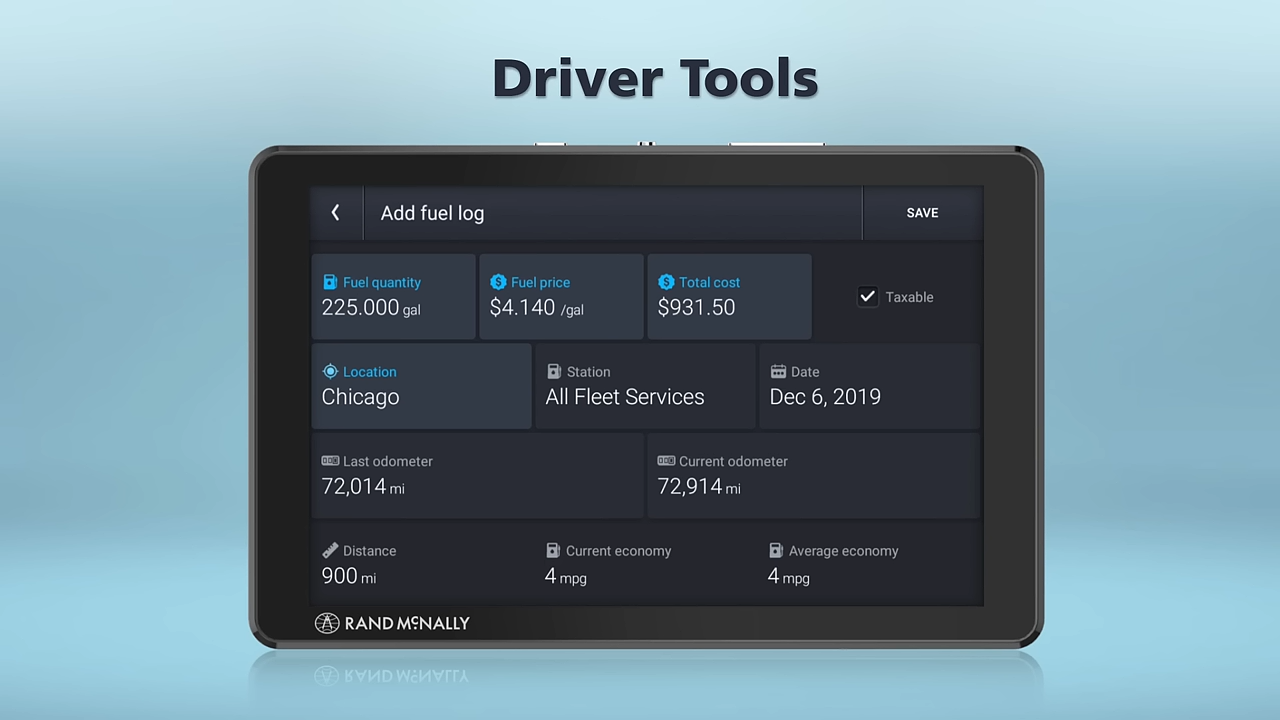 Driver Tools
Add fuel log
SAVE
Fuel quantity
225.000 gal
Fuel price
$4.140 /gal
Total cost
$931.50
Taxable
Location
Chicago
Station
All Fleet Services
Date
Dec 6, 2019
Last odometer
72,014 mi
Current odometer
72,914 mi
Distance
900 mi
Current economy
4 mpg
Average economy
4 mpg
RAND MCNALLY